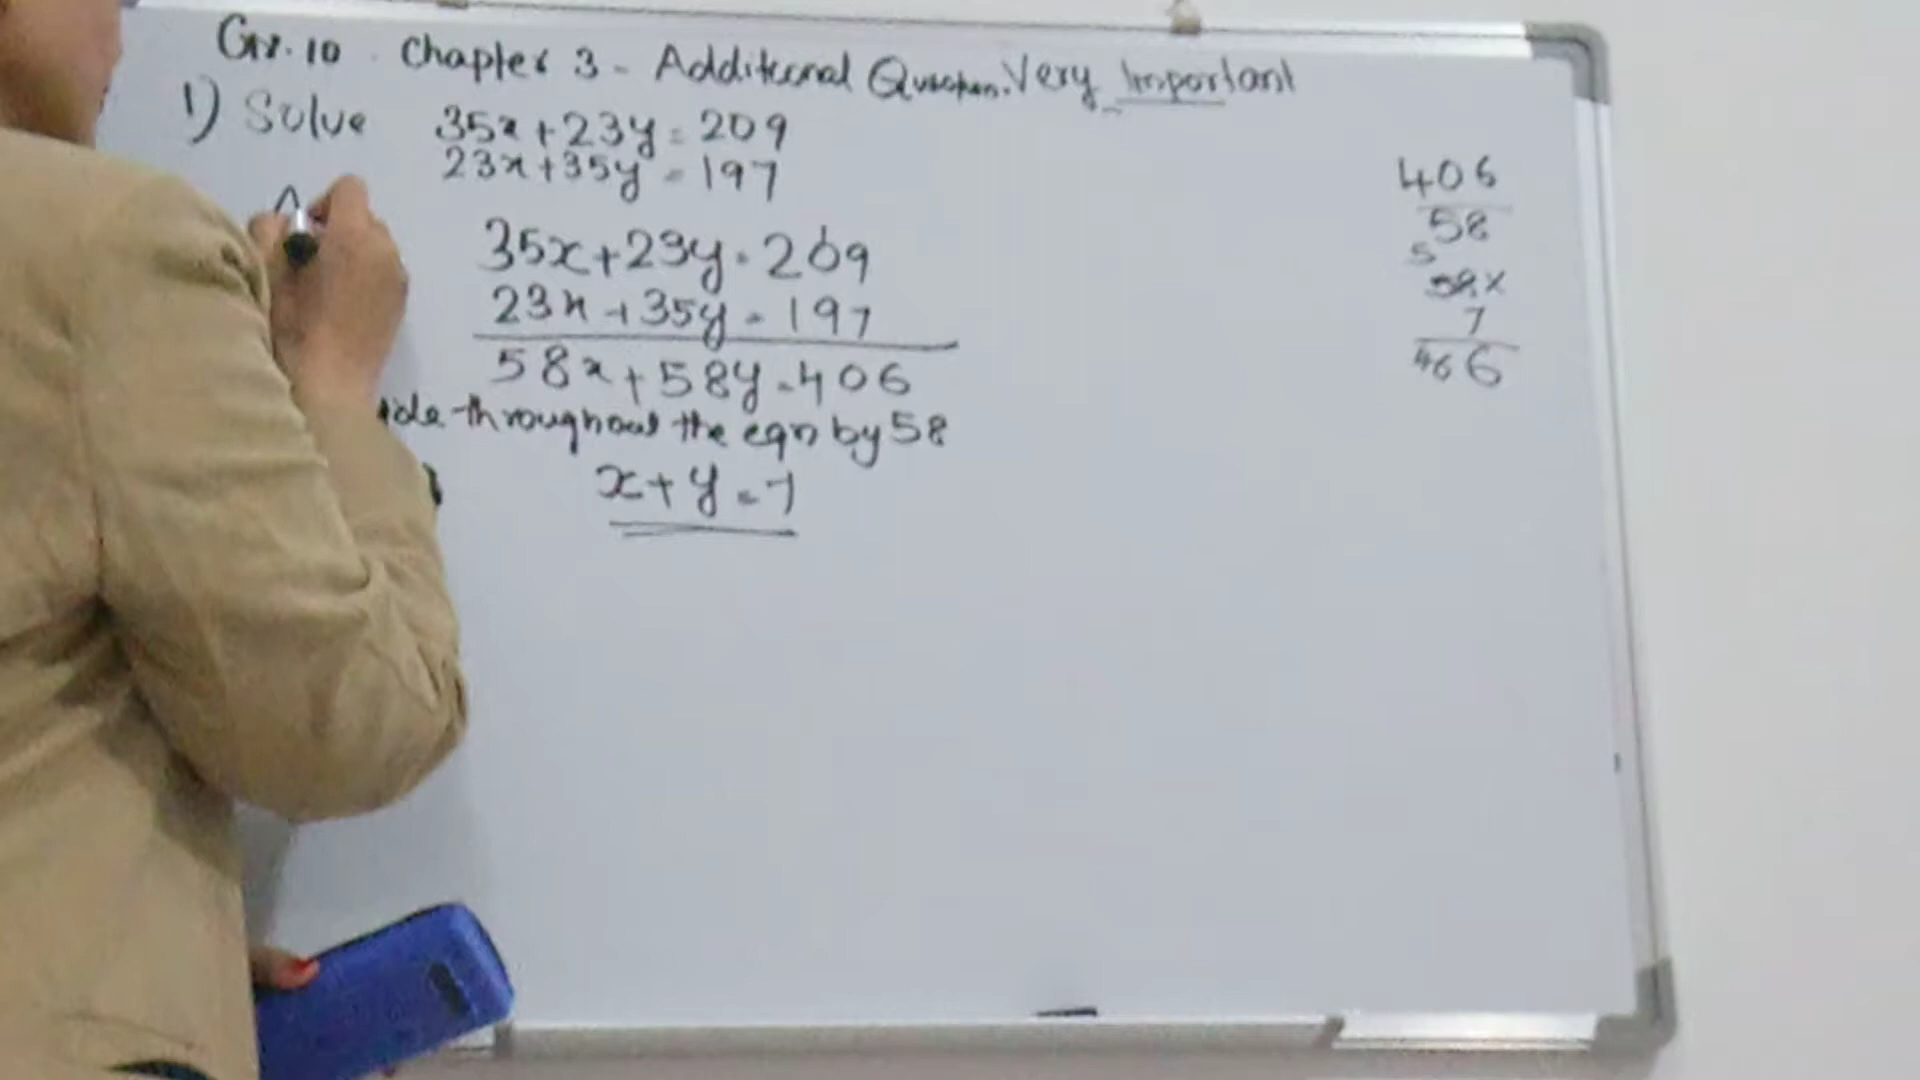 Gr.10. Chapter 3 - Additional Question. Very Important
1) Solve 35x+23y=209
23x+35y=197
35x+23y=209
23x+35y=197
58x+58y=406
ide throughout the eqn by 58
x+y=7
406
58
5
58x
7
406